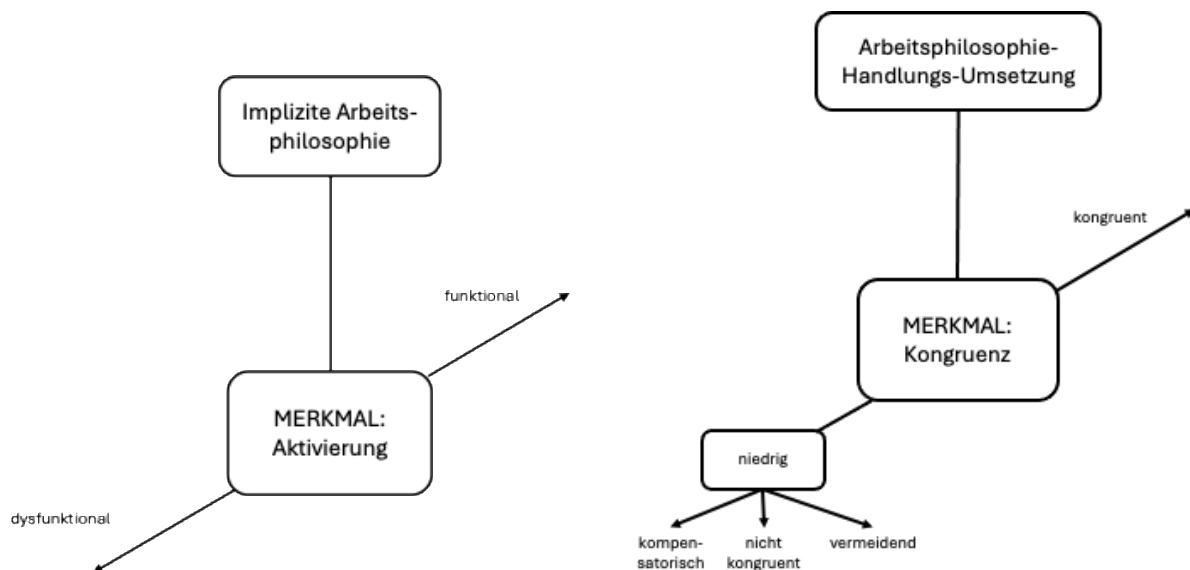 Implizite Arbeits-
philosophie
funktional
MERKMAL:
Aktivierung
dysfunktional
Arbeitsphilosophie-
Handlungs-Umsetzung
kongruent
MERKMAL:
Kongruenz
niedrig
kompen-
satorisch
nicht
kongruent
vermeidend